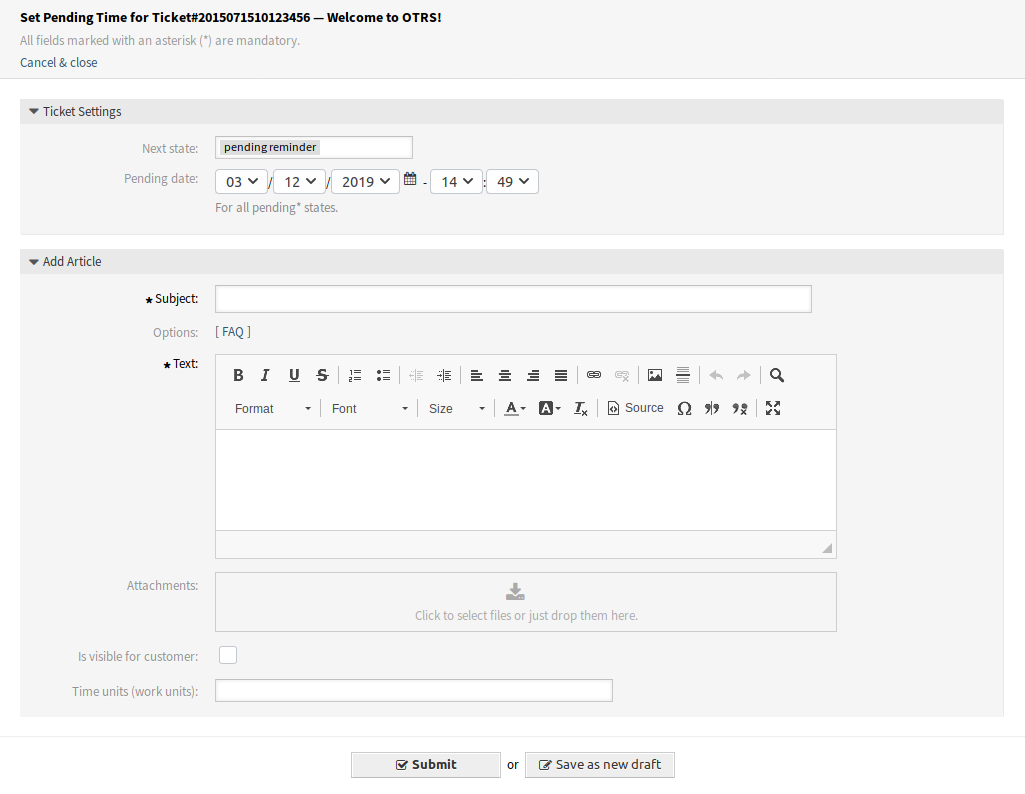 Set Pending Time for Ticket#2015071510123456 — Welcome to OTRS!
All fields marked with an asterisk (*) are mandatory.
Cancel & close
Ticket Settings
Next state: pending reminder
Pending date: 03 / 12 / 2019 - 14 : 49
For all pending* states.
Add Article
★ Subject:
Options: [ FAQ ]
★ Text:
B I U S
Format Font Size A A Tx Source Ω
Attachments:
Click to select files or just drop them here.
Is visible for customer:
Time units (work units):
Submit or Save as new draft